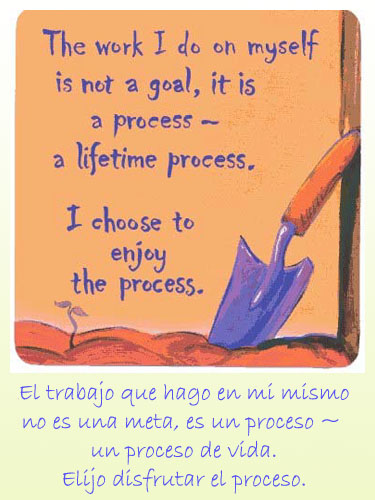 The work I do on myself
is not a goal, it is
a process ~
a lifetime process.
I choose to
enjoy
the process.
El trabajo que hago en mi mismo
no es una meta, es un proceso ~
un proceso de vida.
Elijo disfrutar el proceso.